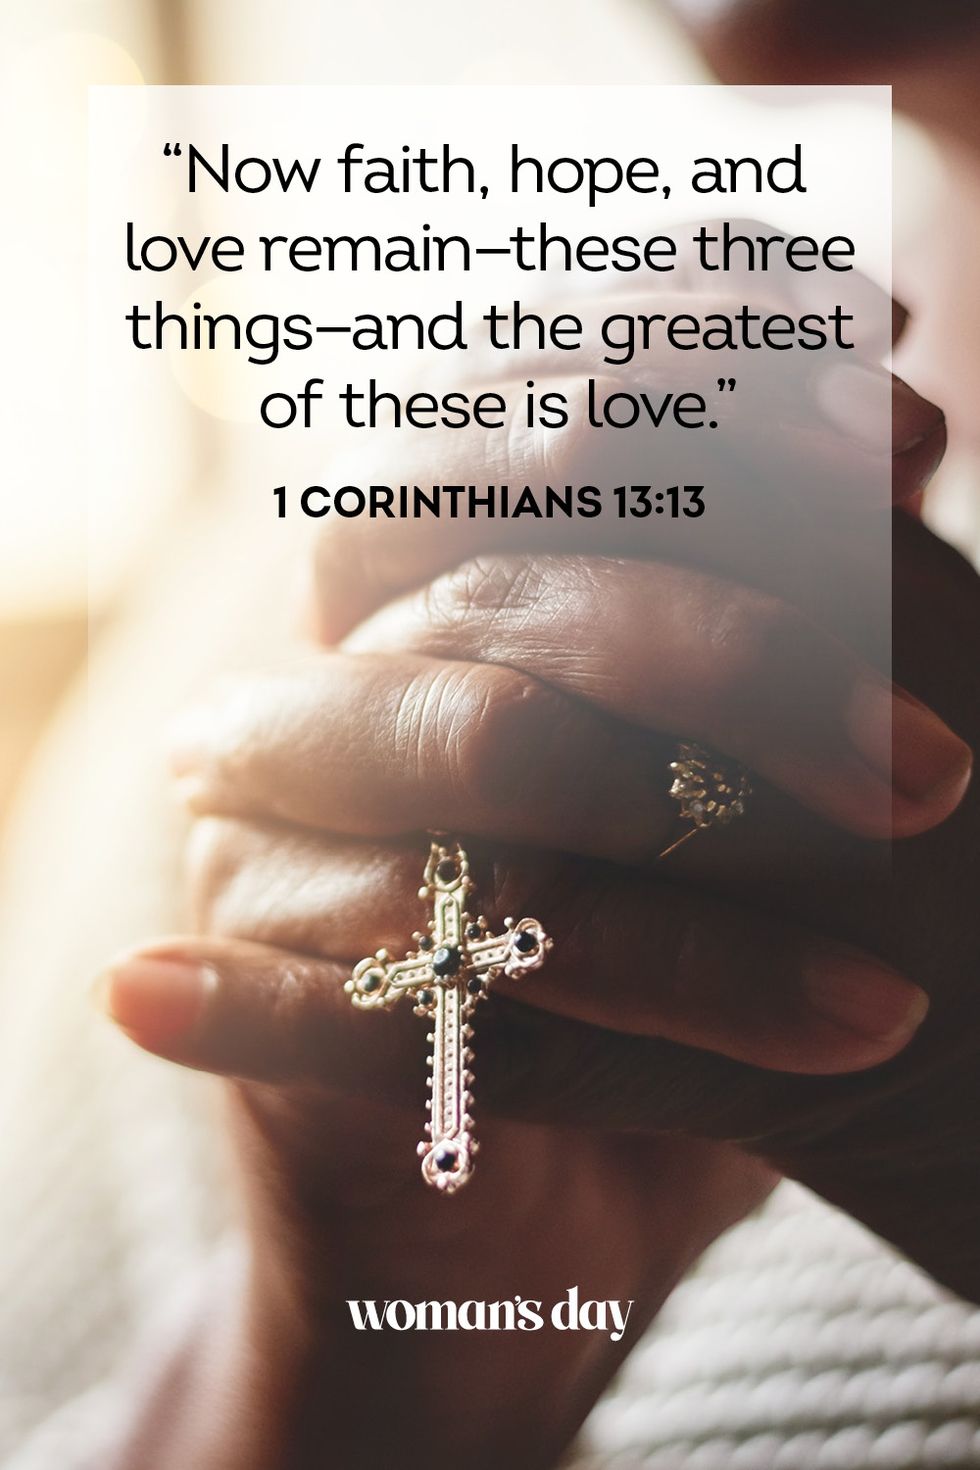 “Now faith, hope, and
love remain–these three
things–and the greatest
of these is love.”
1 CORINTHIANS 13:13
woman's day